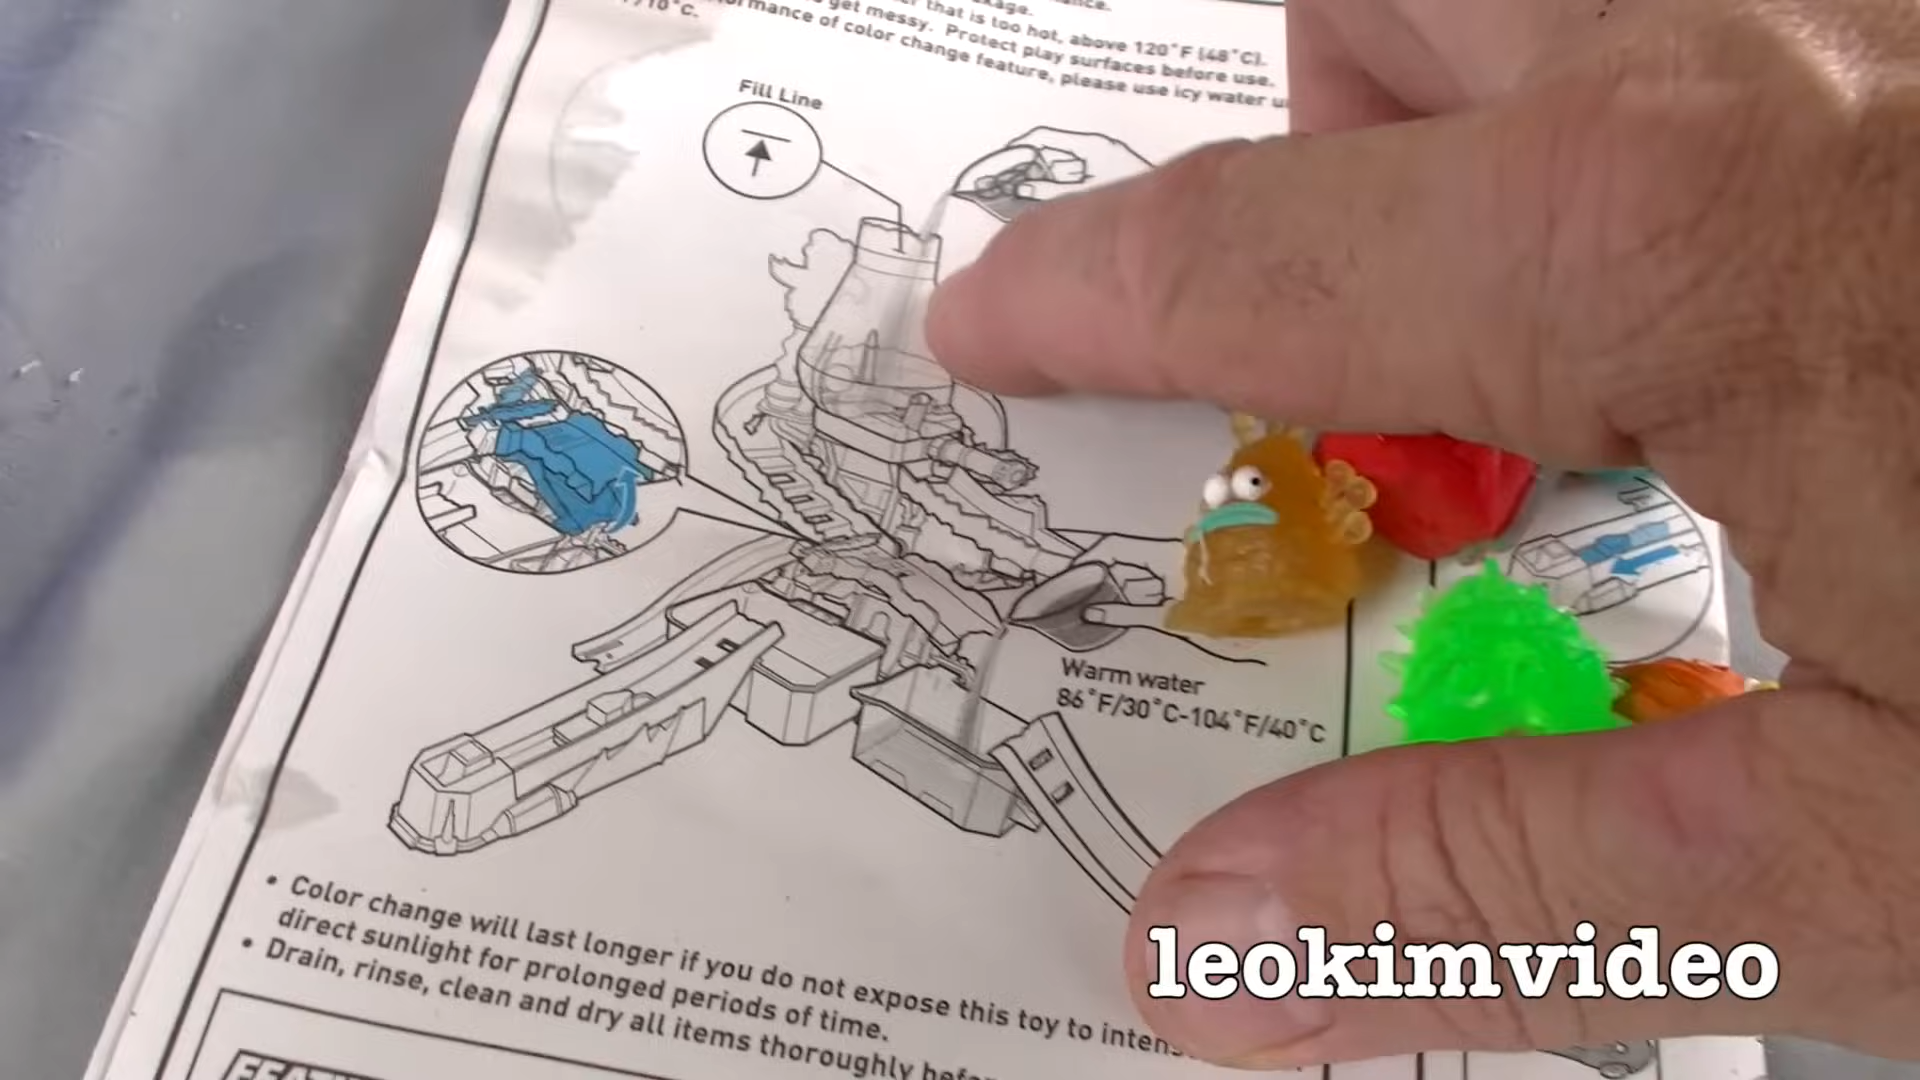 that is too hot, above 120°F (48°C).
get messy. Protect play surfaces before use.
of color change feature, please use icy water
/10°C.
Fill Line
Warm water
86°F/30°C-104°F/40°C
• Color change will last longer if you do not expose this toy to
direct sunlight for prolonged periods of time.
• Drain, rinse, clean and dry all items thoroughly
leokimvideo